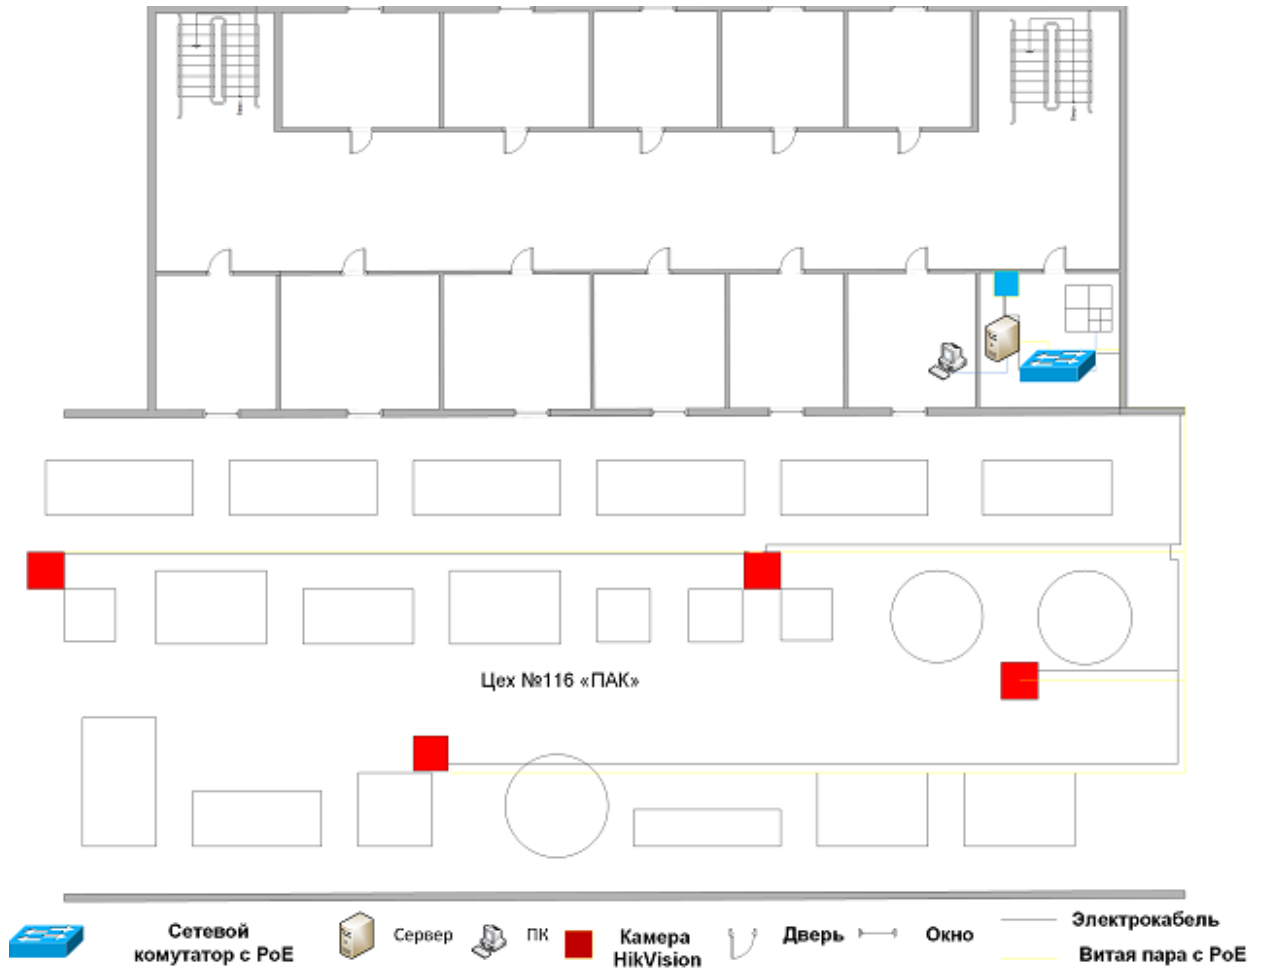 Цех №116 «ПАК»
Сетевой
комутатор с PoE
Сервер
ПК
Камера
HikVision
Дверь
Окно
Электрокабель
Витая пара с PoE